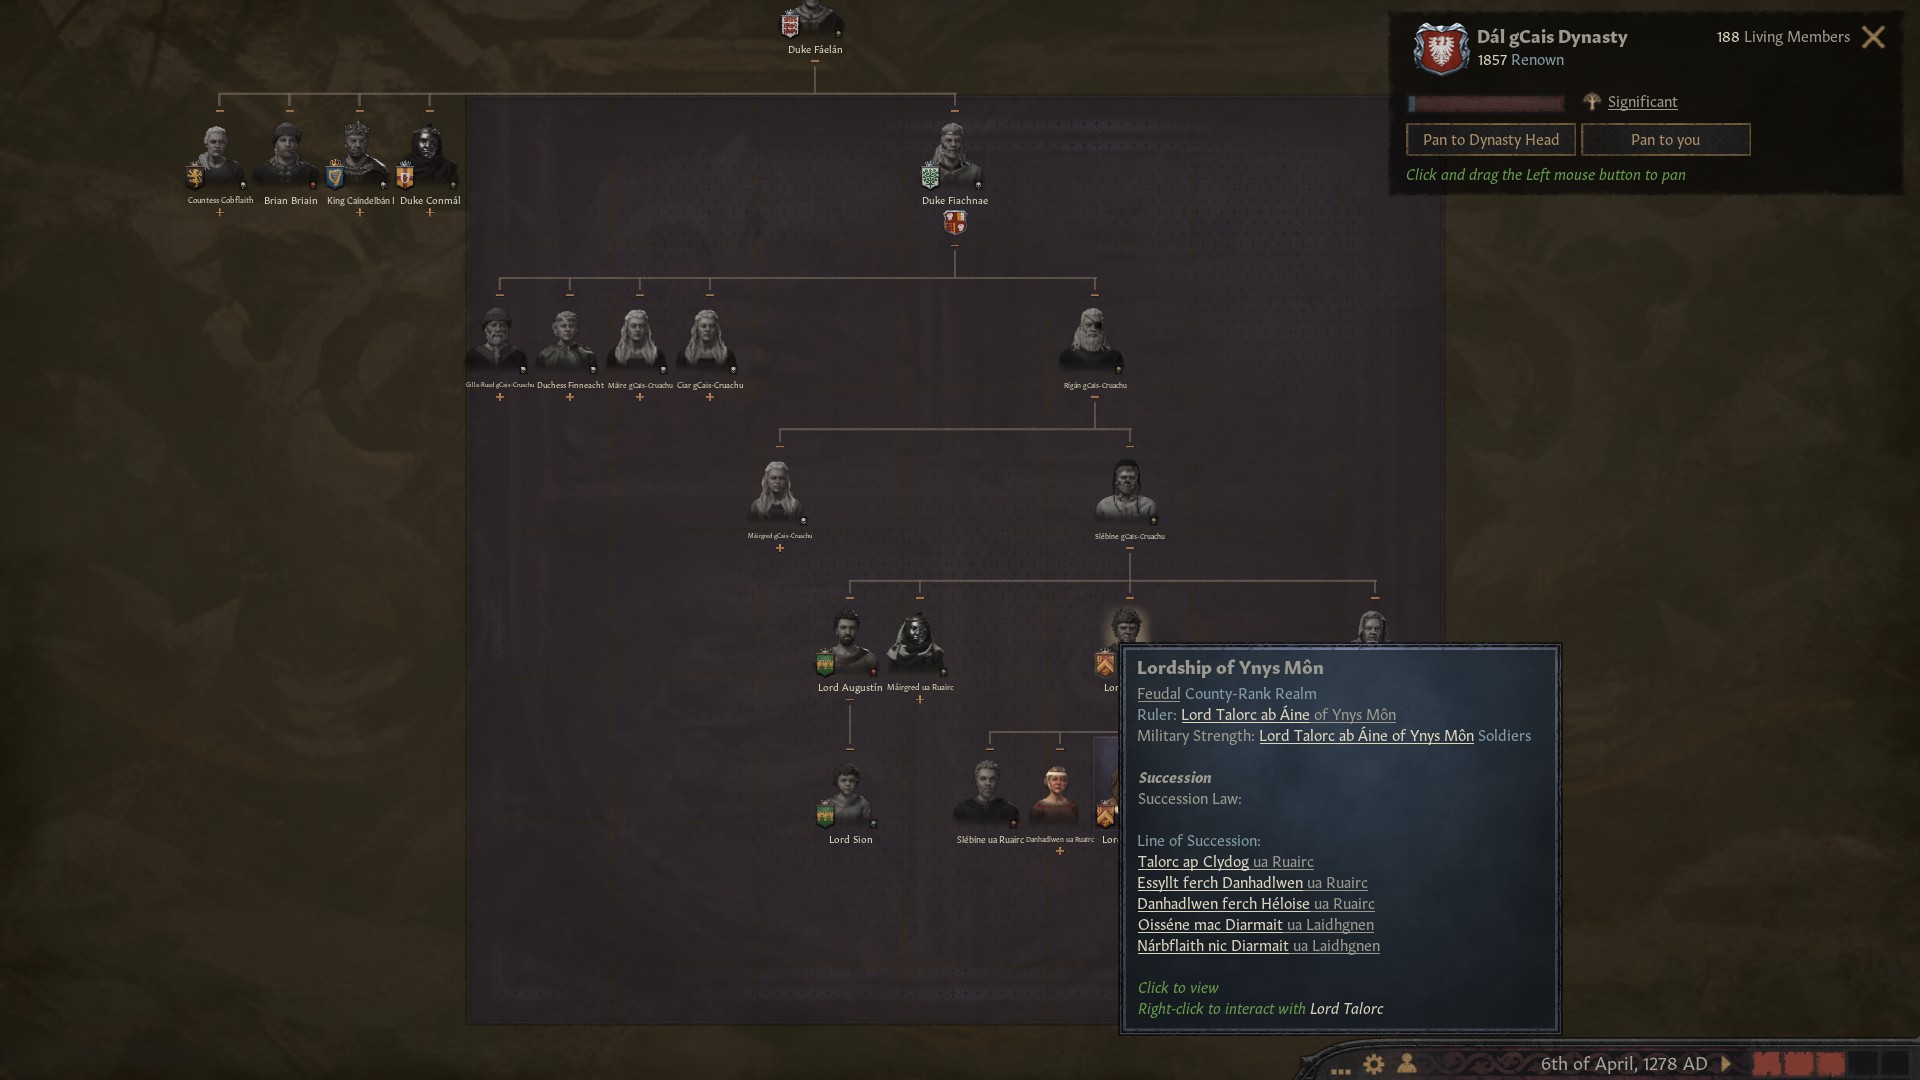 Duke Fáelán
Dál gCais Dynasty
188 Living Members
1857 Renown
Significant
Pan to Dynasty Head
Pan to you
Click and drag the Left mouse button to pan
Countess Cobflaith
Brian Briain
King Caindelbán I
Duke Conmál
Duke Fiachnae
Gilla-Ruad gCais-Cruachu
Duchess Finneacht
Máire gCais-Cruachu
Ciar gCais-Cruachu
Rígán gCais-Cruachu
Máirgred gCais-Cruachu
Slébíne gCais-Cruachu
Lord Augustín
Máirgred ua Ruairc
Lor
Lord Sion
Slébíne ua Ruairc
Danhadlwen ua Ruairc
Lor
Lordship of Ynys Môn
Feudal County-Rank Realm
Ruler: Lord Talorc ab Áine of Ynys Môn
Military Strength: Lord Talorc ab Áine of Ynys Môn Soldiers
Succession
Succession Law:
Line of Succession:
Talorc ap Clydog ua Ruairc
Essyllt ferch Danhadlwen ua Ruairc
Danhadlwen ferch Héloise ua Ruairc
Oisséne mac Diarmait ua Laidhgnen
Nárbflaith nic Diarmait ua Laidhgnen
Click to view
Right-click to interact with Lord Talorc
...
6th of April, 1278 AD